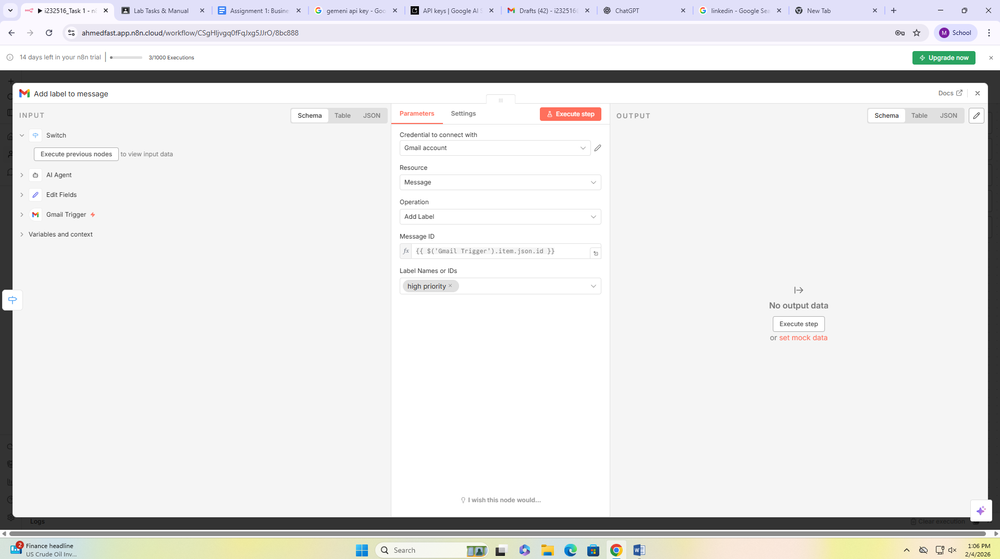 i232516_Task 1 - n8
Lab Tasks & Manual
Assignment 1: Busine
gemeni api key - Goo
API keys | Google AI S
Drafts (42) - i232516@
ChatGPT
linkedin - Google Sea
New Tab
ahmedfast.app.n8n.cloud/workflow/CSgHIjvgq0fFqJxg5JJrO/8bc888
M School
14 days left in your n8n trial
3/1000 Executions
Upgrade now
Add label to message
Docs
INPUT
Schema Table JSON
Parameters Settings
Execute step
OUTPUT
Schema Table JSON
Switch
Execute previous nodes to view input data
AI Agent
Edit Fields
Gmail Trigger
Variables and context
Credential to connect with
Gmail account
Resource
Message
Operation
Add Label
Message ID
fx {{ $('Gmail Trigger').item.json.id }}
Label Names or IDs
high priority
No output data
Execute step
or set mock data
I wish this node would...
Logs
Clear execution
2
Finance headline
US Crude Oil Inv...
Search
1:06 PM
2/4/2026